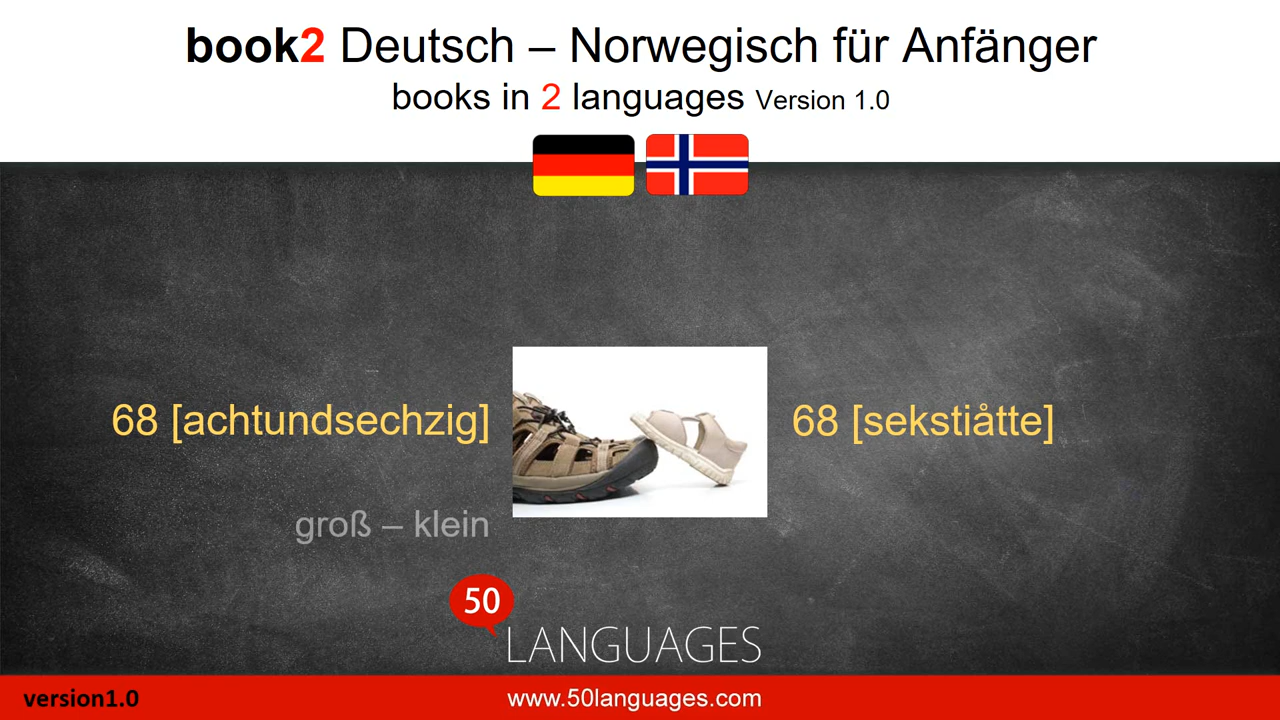 book2 Deutsch – Norwegisch für Anfänger
books in 2 languages Version 1.0
68 [achtundsechzig]
68 [sekstiåtte]
groß – klein
50
LANGUAGES
version1.0
www.50languages.com